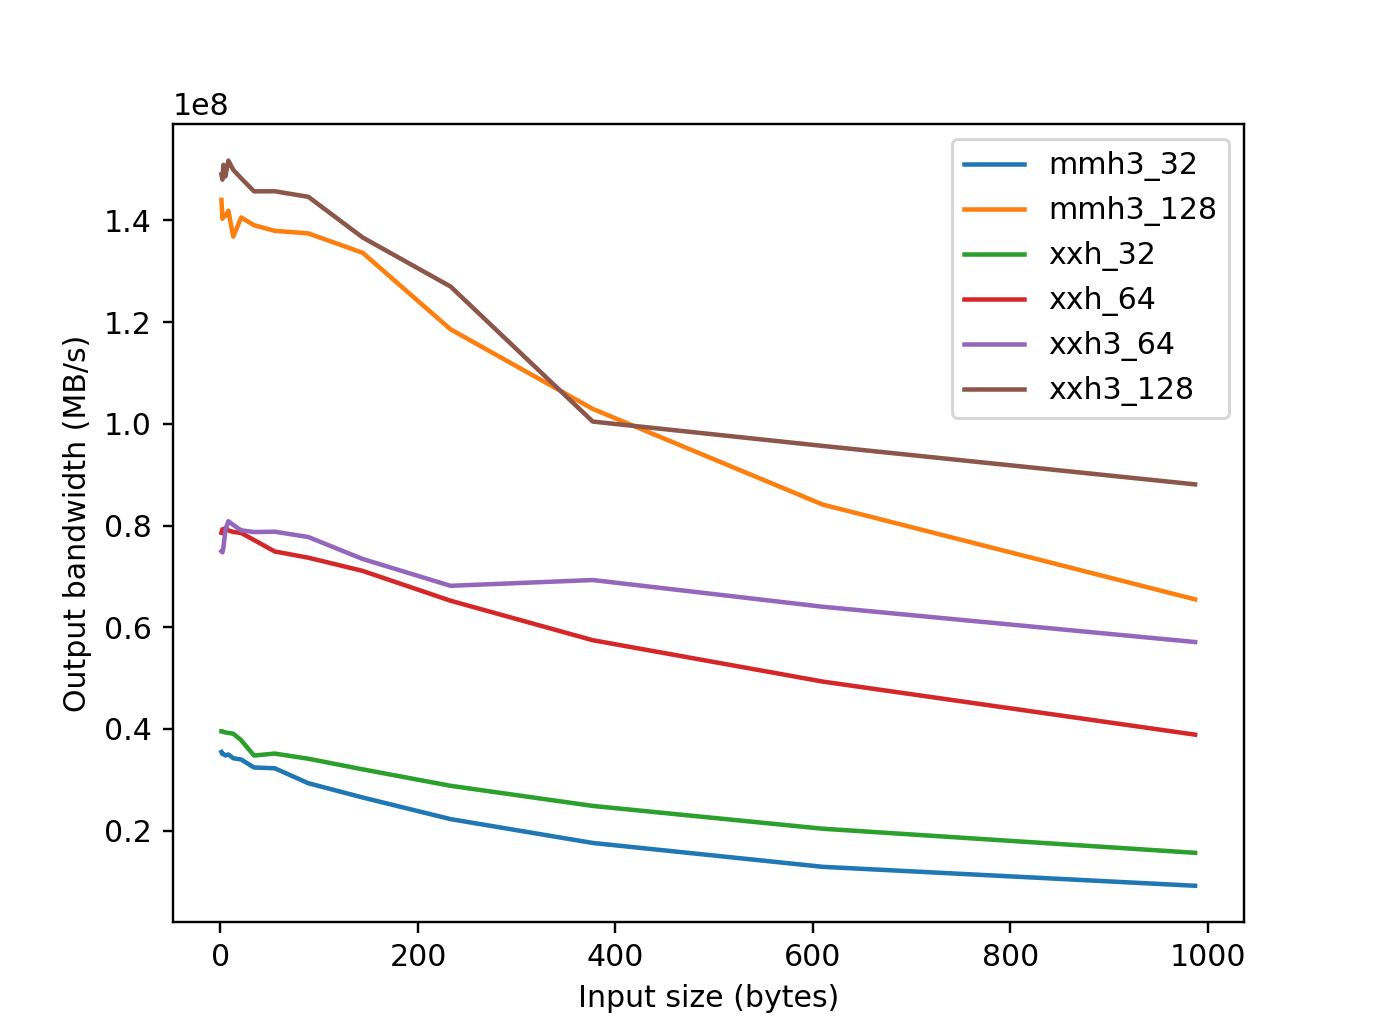 1e8
1.4
1.2
1.0
0.8
0.6
0.4
0.2
Output bandwidth (MB/s)
mmh3_32
mmh3_128
xxh_32
xxh_64
xxh3_64
xxh3_128
0 200 400 600 800 1000
Input size (bytes)